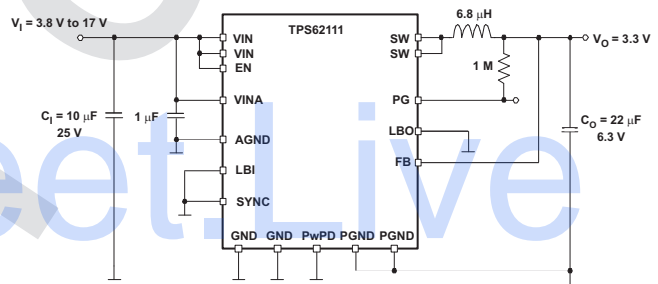 TPS62111
V_I = 3.8 V to 17 V
VIN
VIN
EN
VINA
AGND
LBI
SYNC
C_I = 10 μF
25 V
1 μF
SW
SW
PG
LBO
FB
6.8 μH
1 M
V_O = 3.3 V
C_O = 22 μF
6.3 V
GND GND PwPD PGND PGND
eet.Live